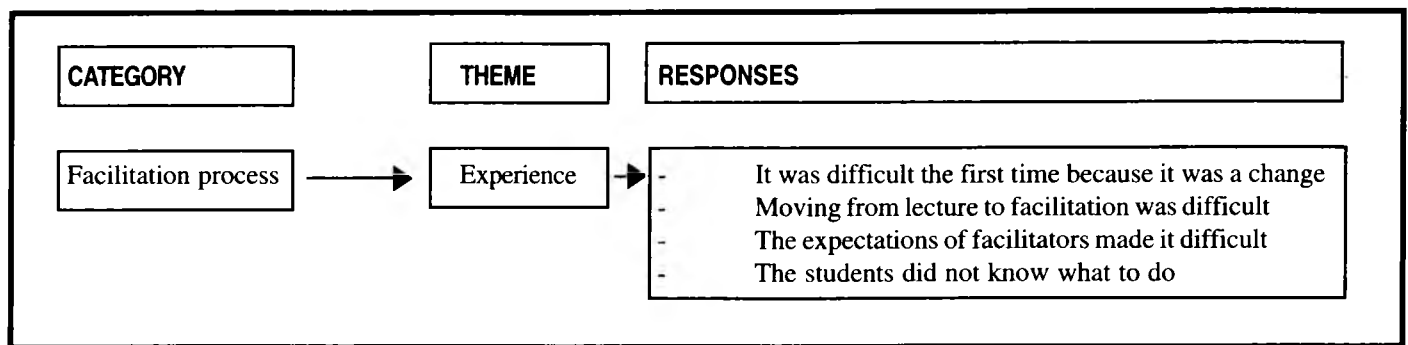 CATEGORY THEME RESPONSES
Facilitation process Experience - It was difficult the first time because it was a change
- Moving from lecture to facilitation was difficult
- The expectations of facilitators made it difficult
- The students did not know what to do